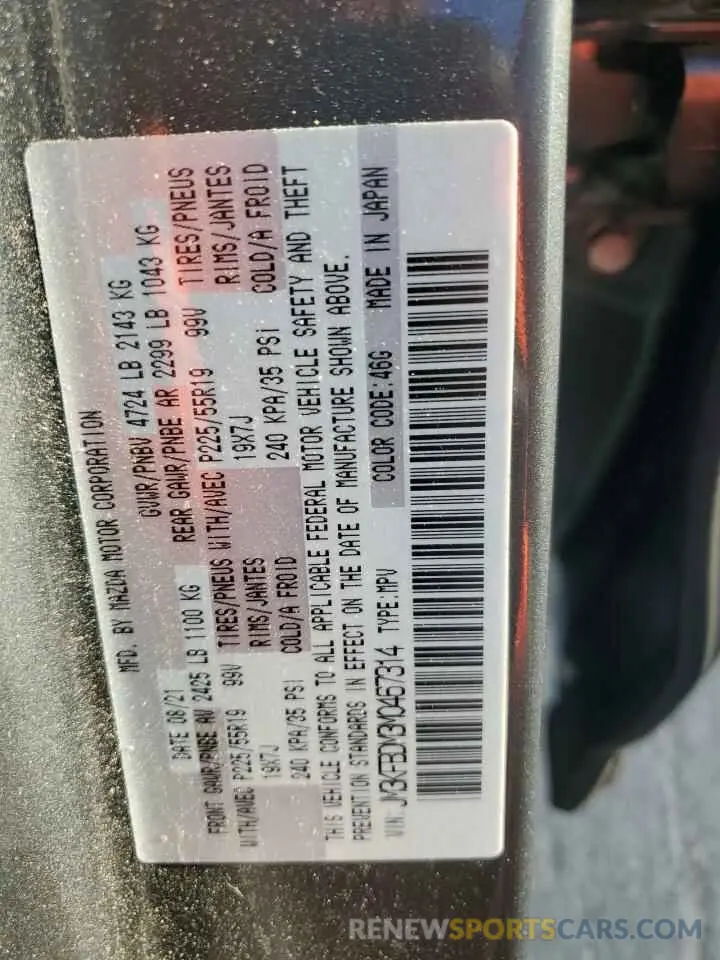 MFD. BY MAZDA MOTOR CORPORATION
DATE 08/21 GVWR/PNBV 4724 LB 2143 KG
FRONT GAWR/PNBE AV 2425 LB 1100 KG REAR GAWR/PNBE AR 2299 LB 1043 KG
WITH/AVEC P225/55R19 99V TIRES/PNEUS WITH/AVEC P225/55R19 99V TIRES/PNEUS
19X7J RIMS/JANTES 19X7J RIMS/JANTES
240 KPA/35 PSI COLD/A FROID 240 KPA/35 PSI COLD/A FROID
THIS VEHICLE CONFORMS TO ALL APPLICABLE FEDERAL MOTOR VEHICLE SAFETY AND THEFT
PREVENTION STANDARDS IN EFFECT ON THE DATE OF MANUFACTURE SHOWN ABOVE.
VIN: JM3KFBDM3M0467314 TYPE:MPV COLOR CODE:46G MADE IN JAPAN
RENEWSPORTSCARS.COM